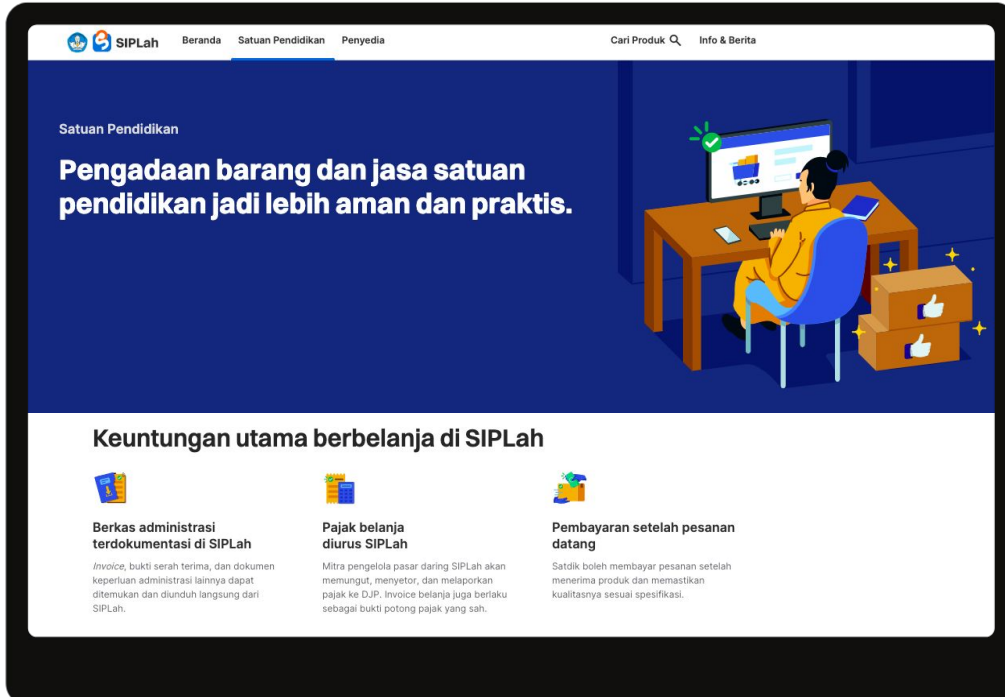 SIPLah
Beranda
Satuan Pendidikan
Penyedia
Cari Produk
Info & Berita
Satuan Pendidikan
Pengadaan barang dan jasa satuan
pendidikan jadi lebih aman dan praktis.
Keuntungan utama berbelanja di SIPLah
Berkas administrasi
terdokumentasi di SIPLah
Invoice, bukti serah terima, dan dokumen
keperluan administrasi lainnya dapat
ditemukan dan diunduh langsung dari
SIPLah.
Pajak belanja
diurus SIPLah
Mitra pengelola pasar daring SIPLah akan
memungut, menyetor, dan melaporkan
pajak ke DJP. Invoice belanja juga berlaku
sebagai bukti potong pajak yang sah.
Pembayaran setelah pesanan
datang
Satdik boleh membayar pesanan setelah
menerima produk dan memastikan
kualitasnya sesuai spesifikasi.